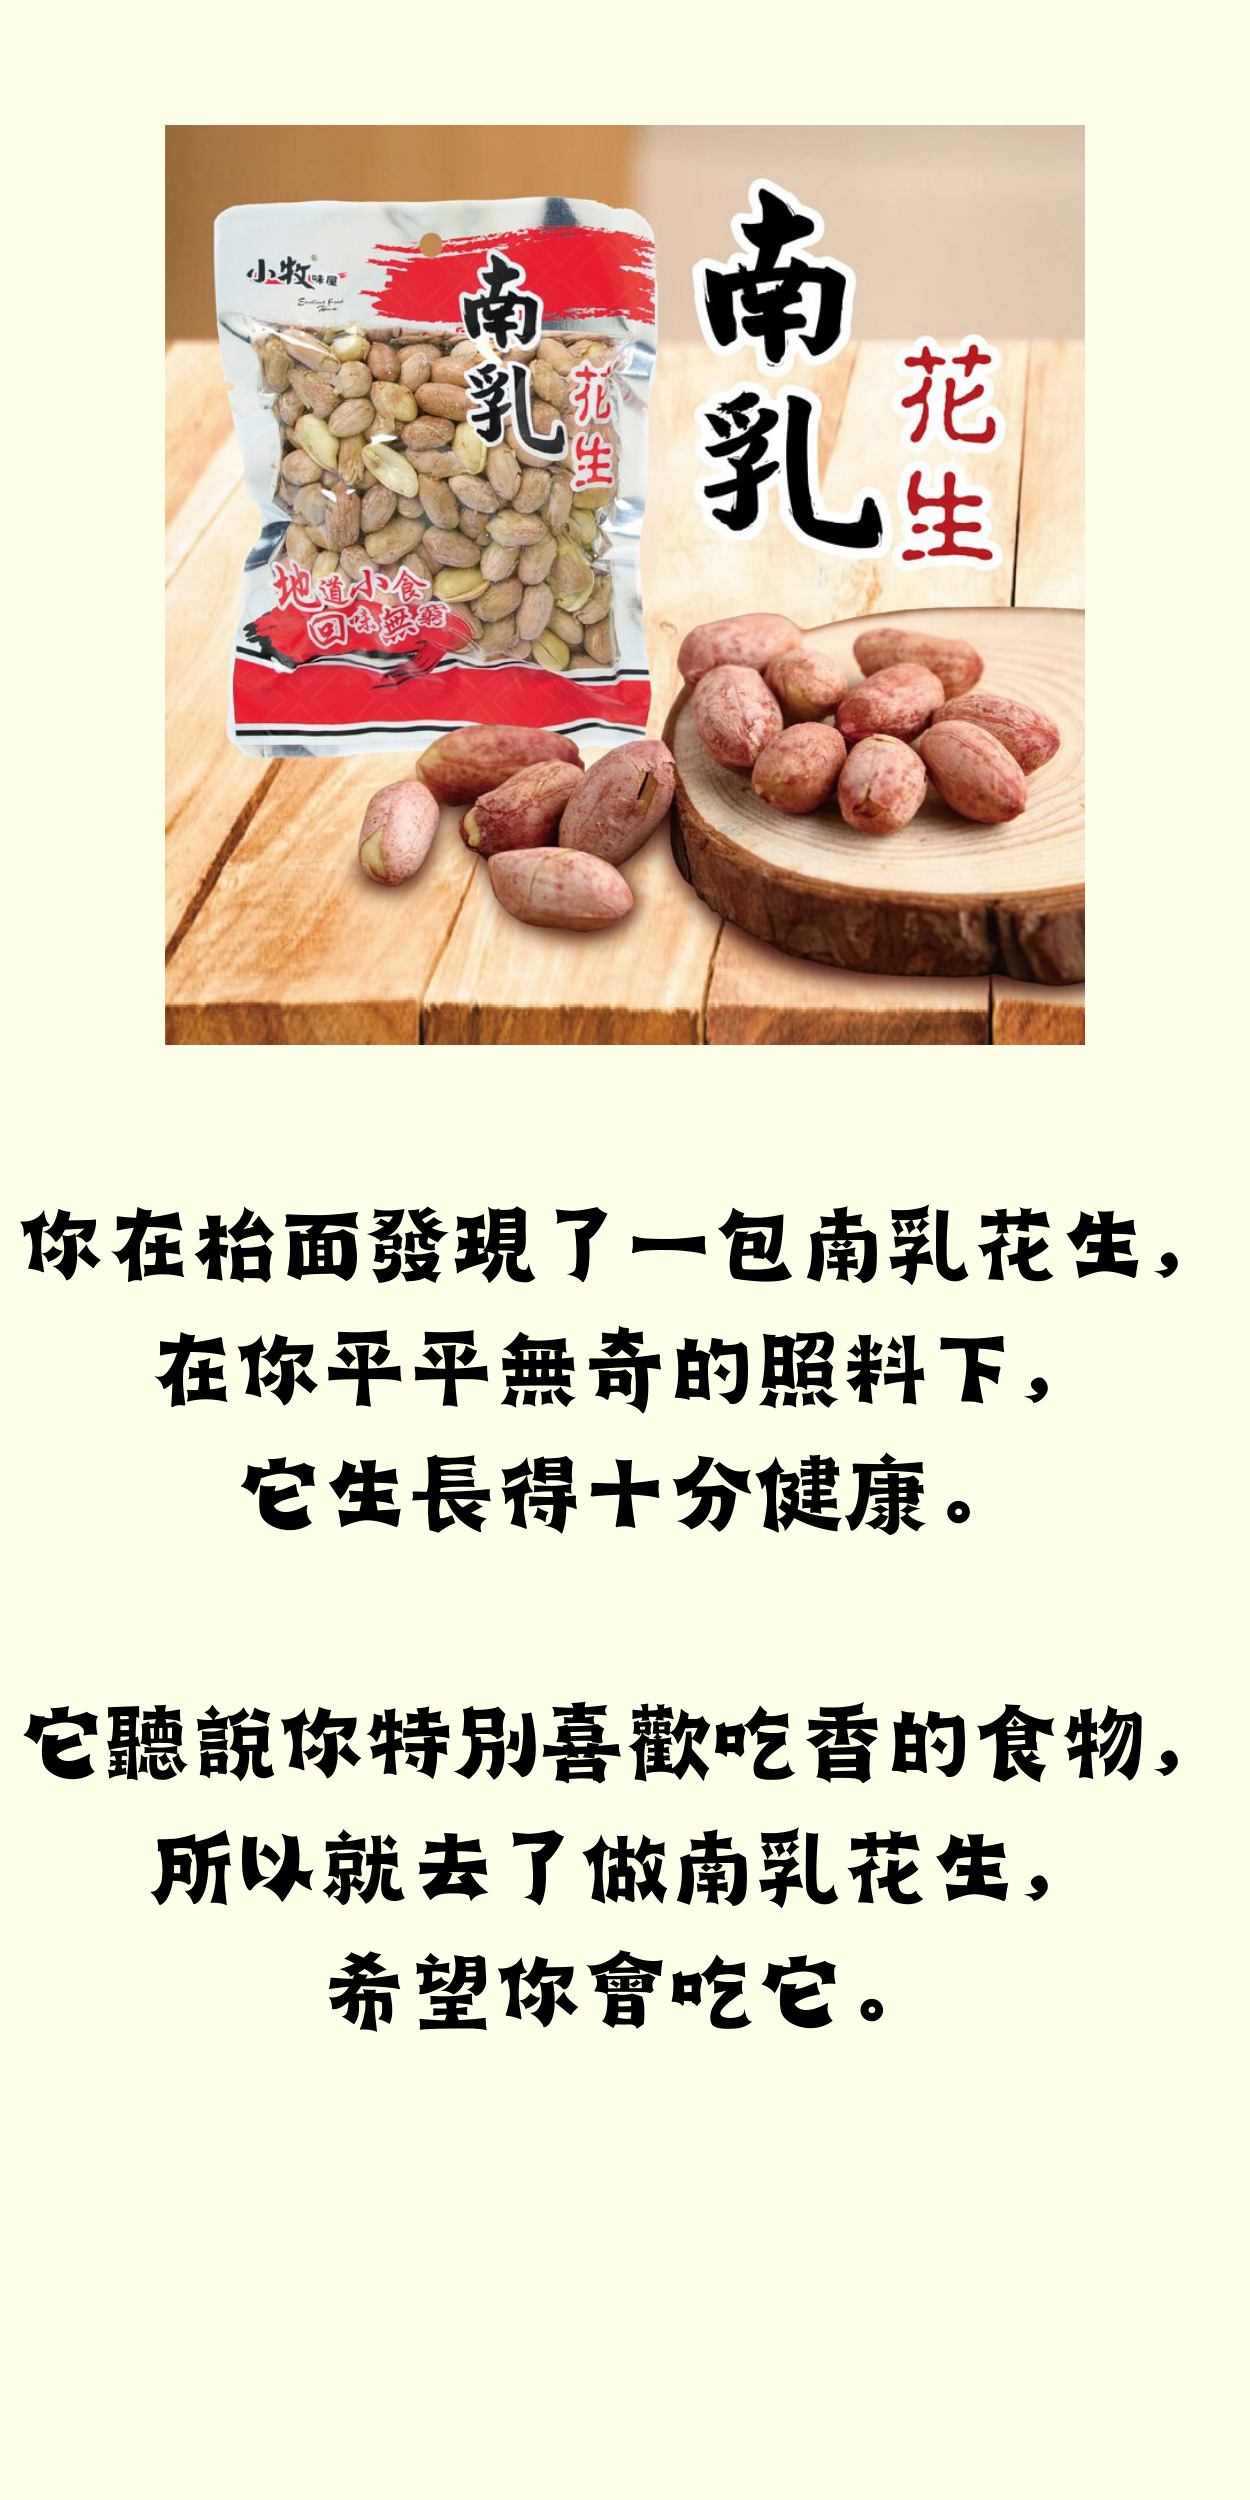 小牧味屋
®
Excellent Food
House
南乳
花生
地道小食
回味無窮
南乳
花生
你在枱面發現了一包南乳花生，
在你平平無奇的照料下，
它生長得十分健康。
它聽說你特別喜歡吃香的食物，
所以就去了做南乳花生，
希望你會吃它。